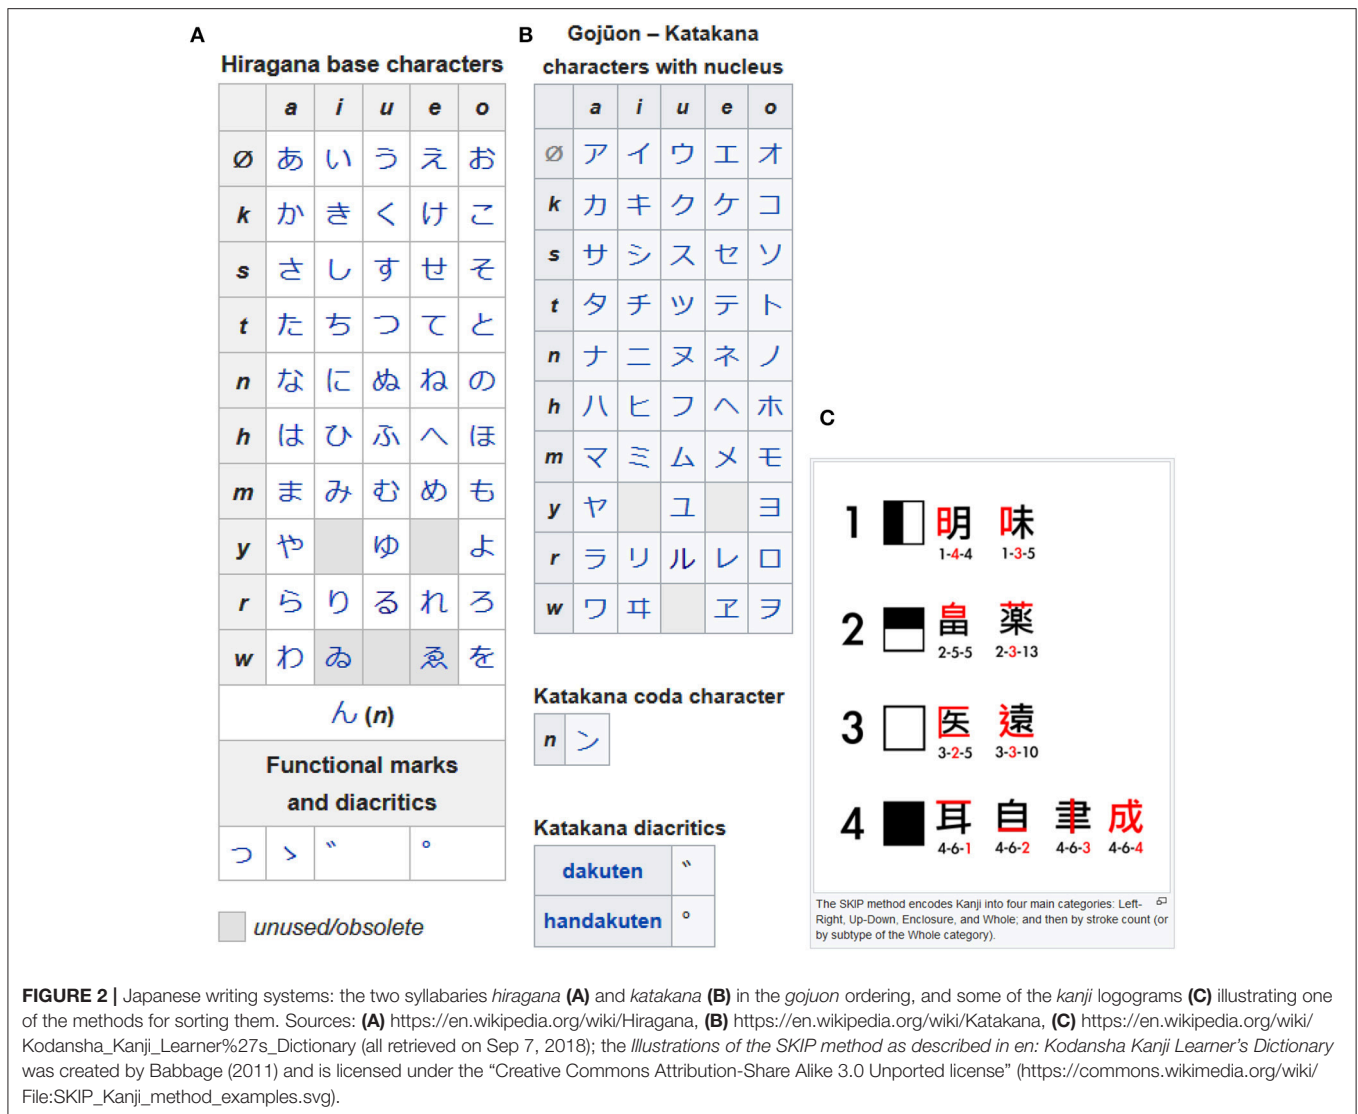 A
Hiragana base characters
a i u e o
Ø あ い う え お
k か き く け こ
s さ し す せ そ
t た ち つ て と
n な に ぬ ね の
h は ひ ふ へ ほ
m ま み む め も
y や ゆ よ
r ら り る れ ろ
w わ ゐ ゑ を
ん (n)
Functional marks
and diacritics
っ ゝ ゛ ゜
unused/obsolete
B
Gojūon – Katakana
characters with nucleus
a i u e o
Ø ア イ ウ エ オ
k カ キ ク ケ コ
s サ シ ス セ ソ
t タ チ ツ テ ト
n ナ ニ ヌ ネ ノ
h ハ ヒ フ ヘ ホ
m マ ミ ム メ モ
y ヤ ユ ヨ
r ラ リ ル レ ロ
w ワ ヰ ヱ ヲ
Katakana coda character
n ン
Katakana diacritics
dakuten ゛
handakuten ゜
C
1 明 味
1-4-4 1-3-5
2 畠 薬
2-5-5 2-3-13
3 医 遠
3-2-5 3-3-10
4 耳 自 聿 成
4-6-1 4-6-2 4-6-3 4-6-4
The SKIP method encodes Kanji into four main categories: Left-
Right, Up-Down, Enclosure, and Whole; and then by stroke count (or
by subtype of the Whole category).
FIGURE 2 | Japanese writing systems: the two syllabaries hiragana (A) and katakana (B) in the gojuon ordering, and some of the kanji logograms (C) illustrating one
of the methods for sorting them. Sources: (A) https://en.wikipedia.org/wiki/Hiragana, (B) https://en.wikipedia.org/wiki/Katakana, (C) https://en.wikipedia.org/wiki/
Kodansha_Kanji_Learner%27s_Dictionary (all retrieved on Sep 7, 2018); the Illustrations of the SKIP method as described in en: Kodansha Kanji Learner's Dictionary
was created by Babbage (2011) and is licensed under the “Creative Commons Attribution-Share Alike 3.0 Unported license” (https://commons.wikimedia.org/wiki/
File:SKIP_Kanji_method_examples.svg).